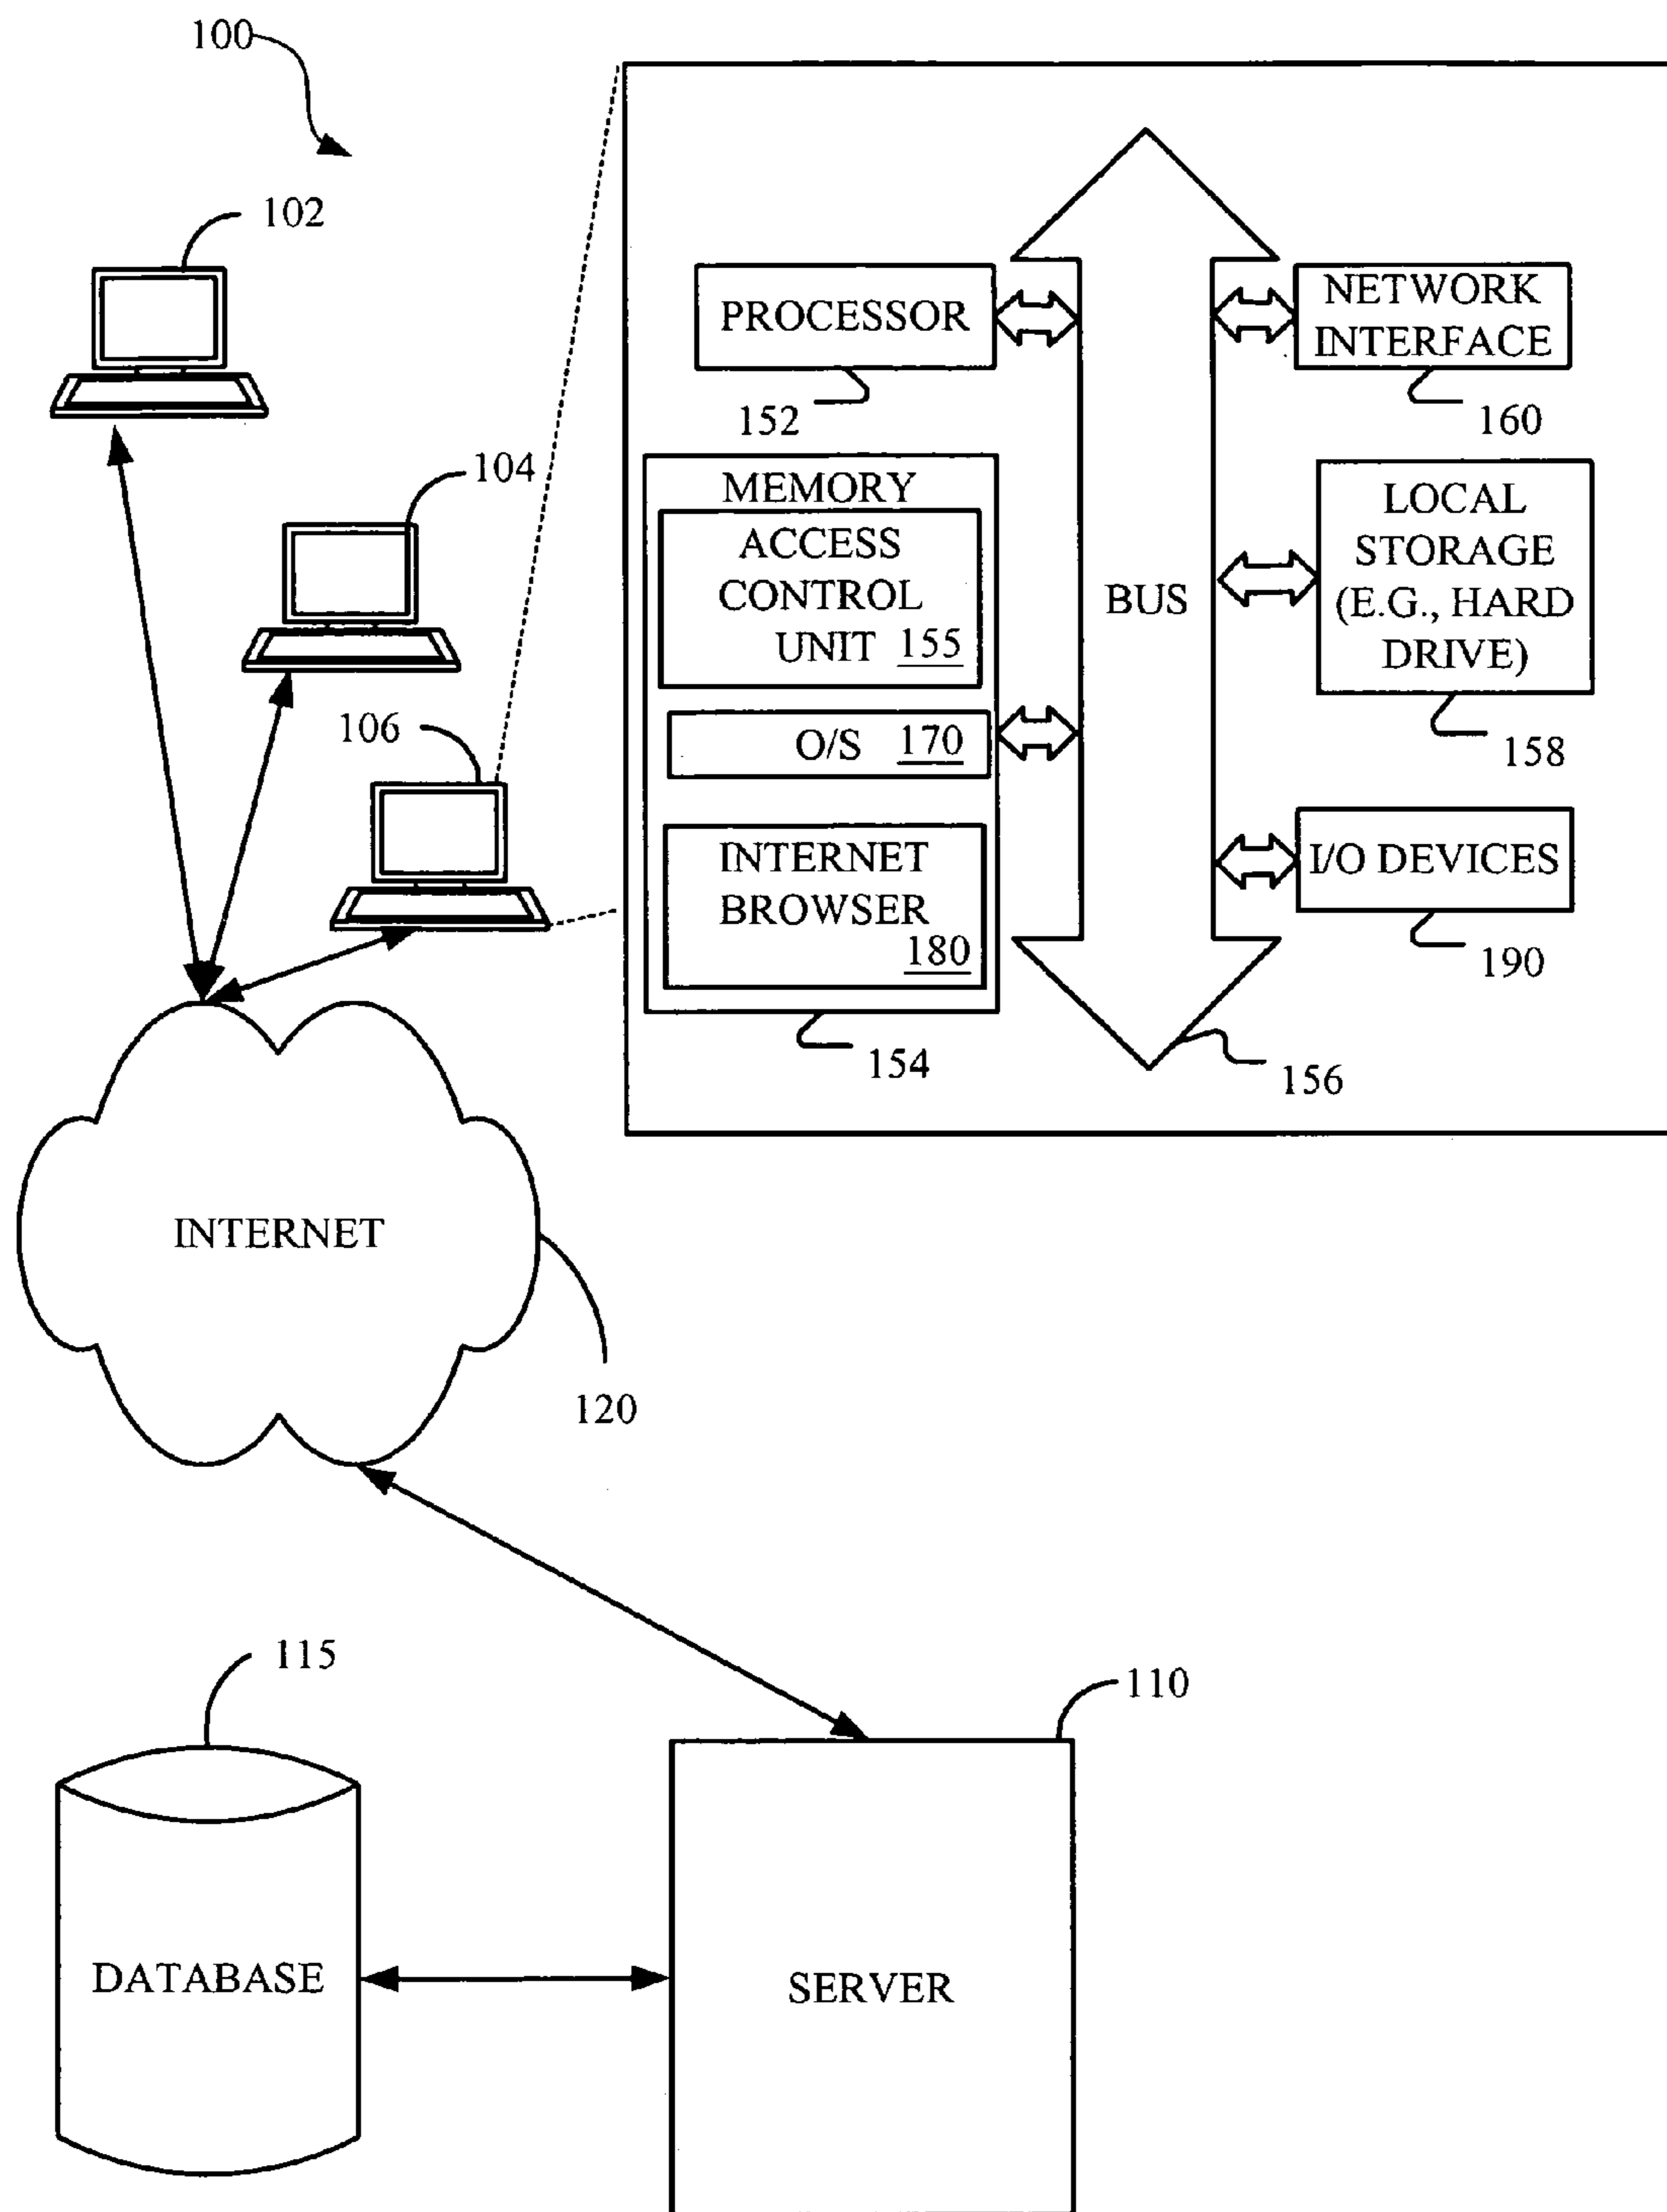 100
102
104
106
PROCESSOR
152
NETWORK
INTERFACE
160
MEMORY
ACCESS
CONTROL
UNIT 155
O/S 170
INTERNET
BROWSER
180
154
BUS
156
LOCAL
STORAGE
(E.G., HARD
DRIVE)
158
I/O DEVICES
190
INTERNET
120
115
DATABASE
110
SERVER